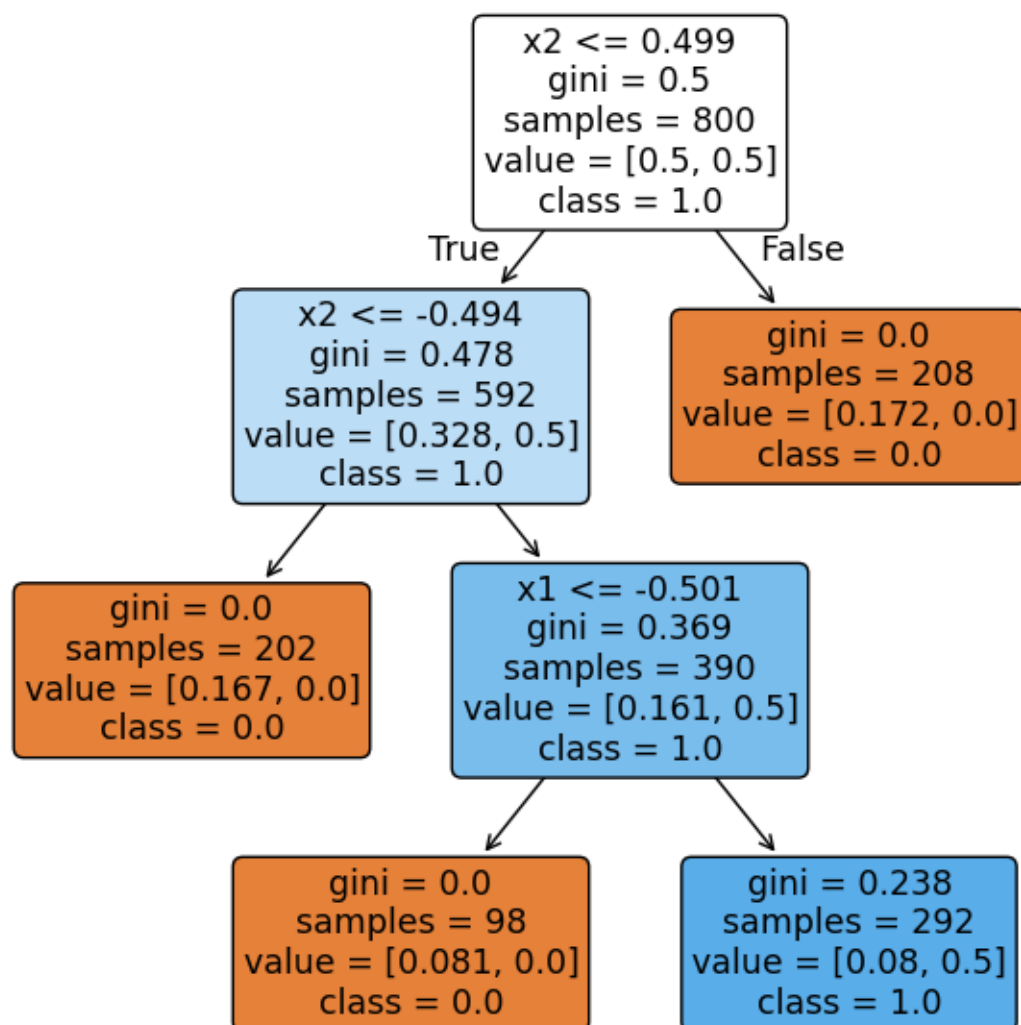 x2 <= 0.499
gini = 0.5
samples = 800
value = [0.5, 0.5]
class = 1.0
True
False
x2 <= -0.494
gini = 0.478
samples = 592
value = [0.328, 0.5]
class = 1.0
gini = 0.0
samples = 208
value = [0.172, 0.0]
class = 0.0
gini = 0.0
samples = 202
value = [0.167, 0.0]
class = 0.0
x1 <= -0.501
gini = 0.369
samples = 390
value = [0.161, 0.5]
class = 1.0
gini = 0.0
samples = 98
value = [0.081, 0.0]
class = 0.0
gini = 0.238
samples = 292
value = [0.08, 0.5]
class = 1.0